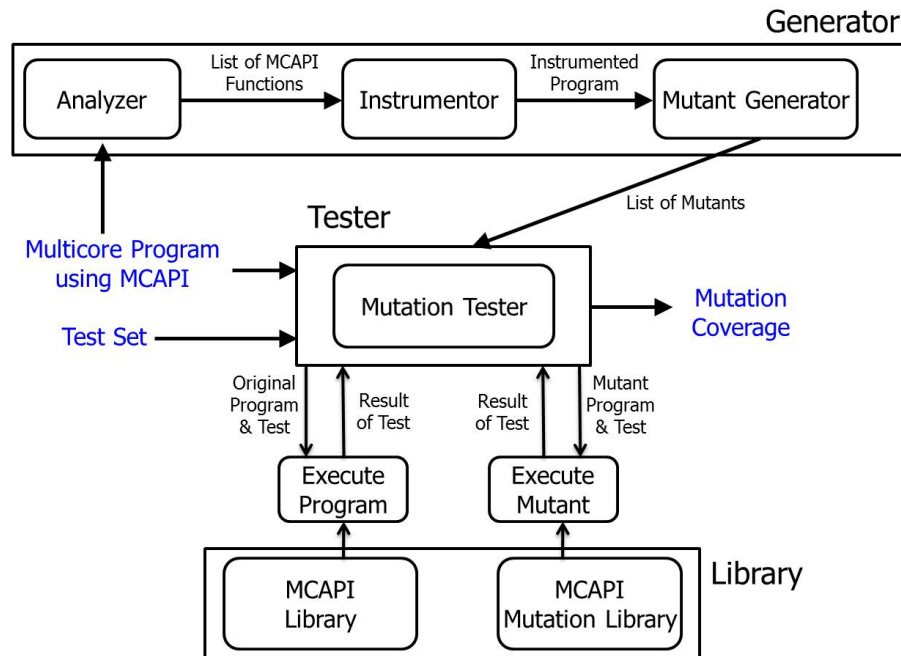 Generator
List of MCAPI
Functions
Instrumented
Program
Analyzer
Instrumentor
Mutant Generator
List of Mutants
Tester
Multicore Program
using MCAPI
Test Set
Mutation Tester
Mutation
Coverage
Original
Program
& Test
Result
of Test
Result
of Test
Mutant
Program
& Test
Execute
Program
Execute
Mutant
Library
MCAPI
Library
MCAPI
Mutation Library